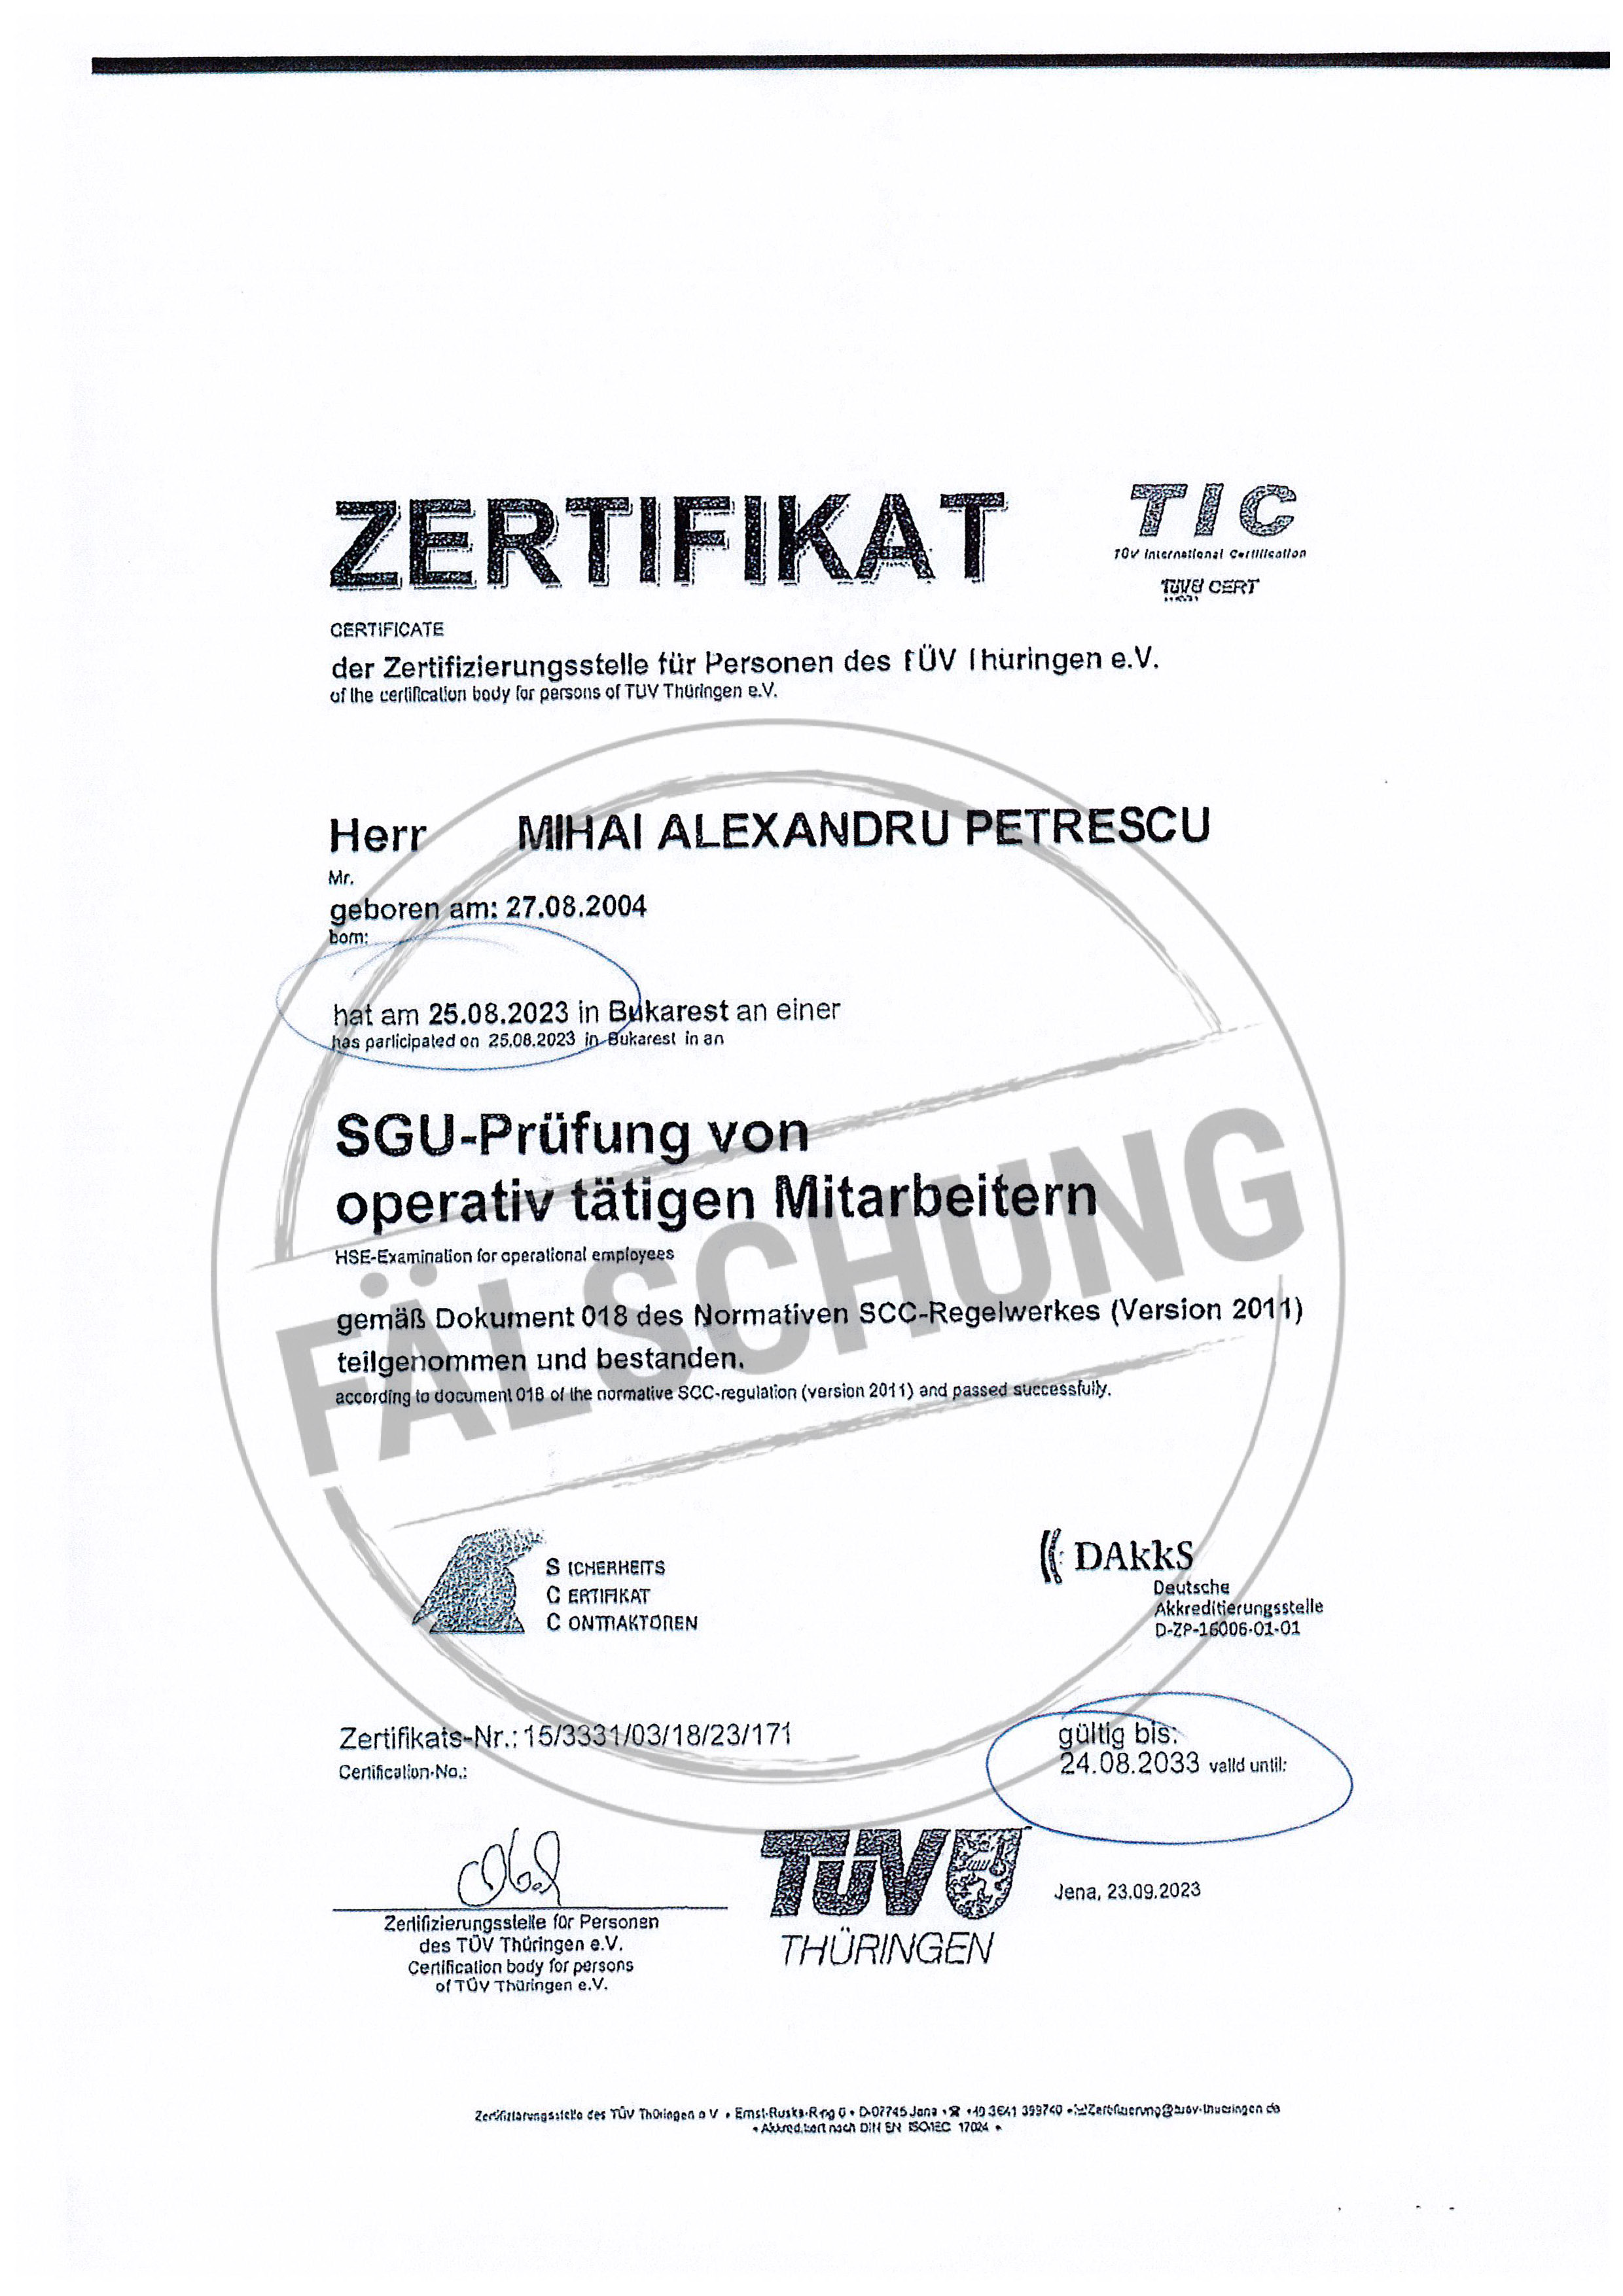 ZERTIFIKAT
TIC
TÜV International Certification
CERT
CERTIFICATE
der Zertifizierungsstelle für Personen des TÜV Thüringen e.V.
of the certification body for persons of TÜV Thüringen e.V.
Herr MIHAI ALEXANDRU PETRESCU
Mr.
geboren am: 27.08.2004
born:
hat am 25.08.2023 in Bukarest an einer
has participated on 25.08.2023 in Bukarest in an
SGU-Prüfung von
operativ tätigen Mitarbeitern
HSE-Examination for operational employees
FÄLSCHUNG
gemäß Dokument 018 des Normativen SCC-Regelwerkes (Version 2011)
teilgenommen und bestanden.
according to document 018 of the normative SCC-regulation (version 2011) and passed successfully.
SICHERHEITS
CERTIFIKAT
CONTRAKTOREN
DAkkS
Deutsche
Akkreditierungsstelle
D-ZP-16006-01-01
Zertifikats-Nr.: 15/3331/03/18/23/171
Certification-No.:
gültig bis:
24.08.2033 valid until:
TÜV
THÜRINGEN
Jena, 23.09.2023
Zertifizierungsstelle für Personen
des TÜV Thüringen e.V.
Certification body for persons
of TÜV Thüringen e.V.
Zertifizierungsstelle des TÜV Thüringen e.V. • Ernst-Ruska-Ring 6 • D-07745 Jena • ☎ +49 3641 399740 • Zertifizierung@tuev-thueringen.de
• Akkreditiert nach DIN EN ISO/IEC 17024 •